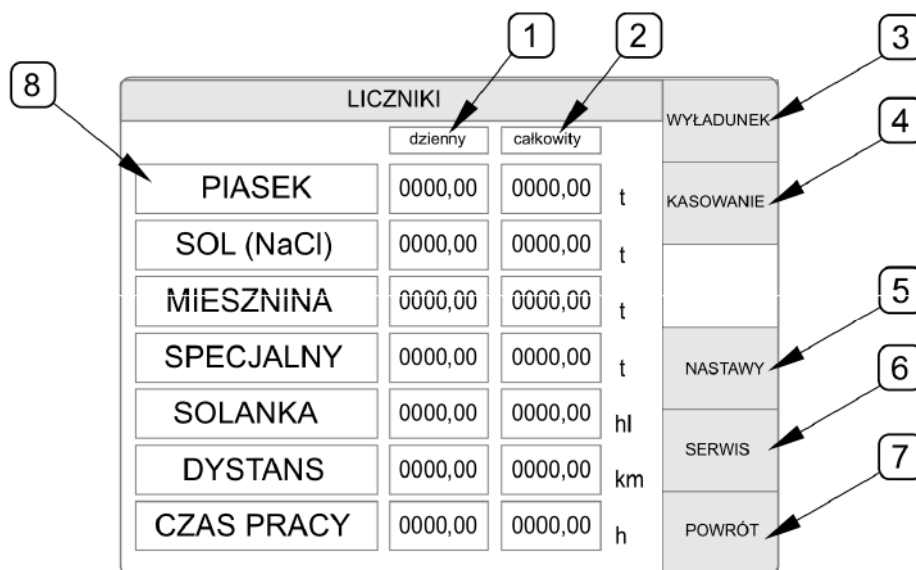 1 2 3
8 LICZNIKI WYŁADUNEK 4
dzienny całkowity
PIASEK 0000,00 0000,00 t KASOWANIE
SOL (NaCl) 0000,00 0000,00 t
MIESZNINA 0000,00 0000,00 t 5
SPECJALNY 0000,00 0000,00 t NASTAWY 6
SOLANKA 0000,00 0000,00 hl SERWIS
DYSTANS 0000,00 0000,00 km 7
CZAS PRACY 0000,00 0000,00 h POWRÓT